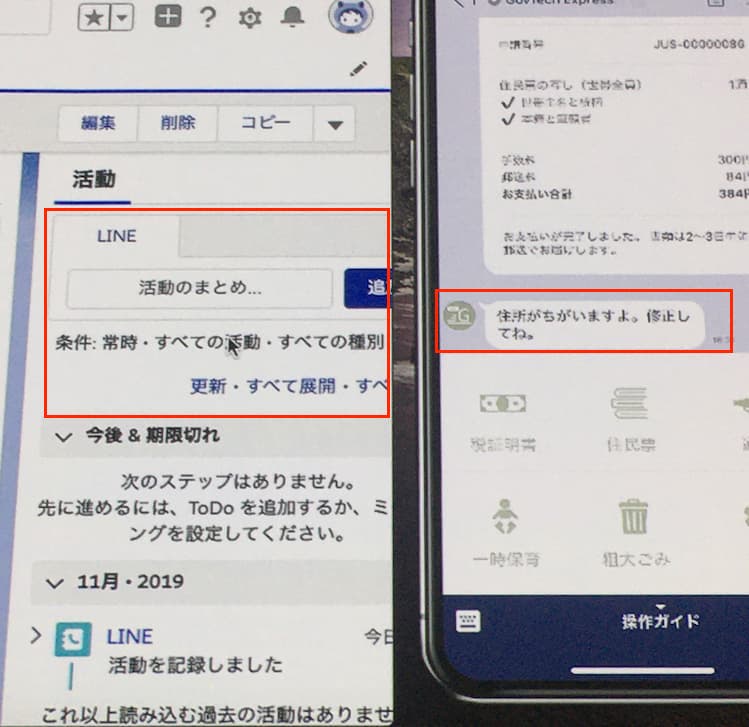 編集
削除
コピー
活動
LINE
活動のまとめ...
追
条件: 常時・すべての活動・すべての種別
更新・すべて展開・すべ
今後 & 期限切れ
次のステップはありません。
先に進めるには、ToDo を追加するか、ミ
ングを設定してください。
11月・2019
LINE
今日
活動を記録しました
これ以上読み込む過去の活動はありませ
GovTech Express
申請番号
JUS-00000086
住民票の写し（世帯全員）
✓ 世帯主名と続柄
✓ 本籍と筆頭者
手数料
300円
郵送料
84円
お支払い合計
384円
お支払いが完了しました。書類は2〜3日中に
郵送でお届けします。
住所がちがいますよ。修正し
てね。
税証明書
住民票
一時保育
粗大ごみ
操作ガイド